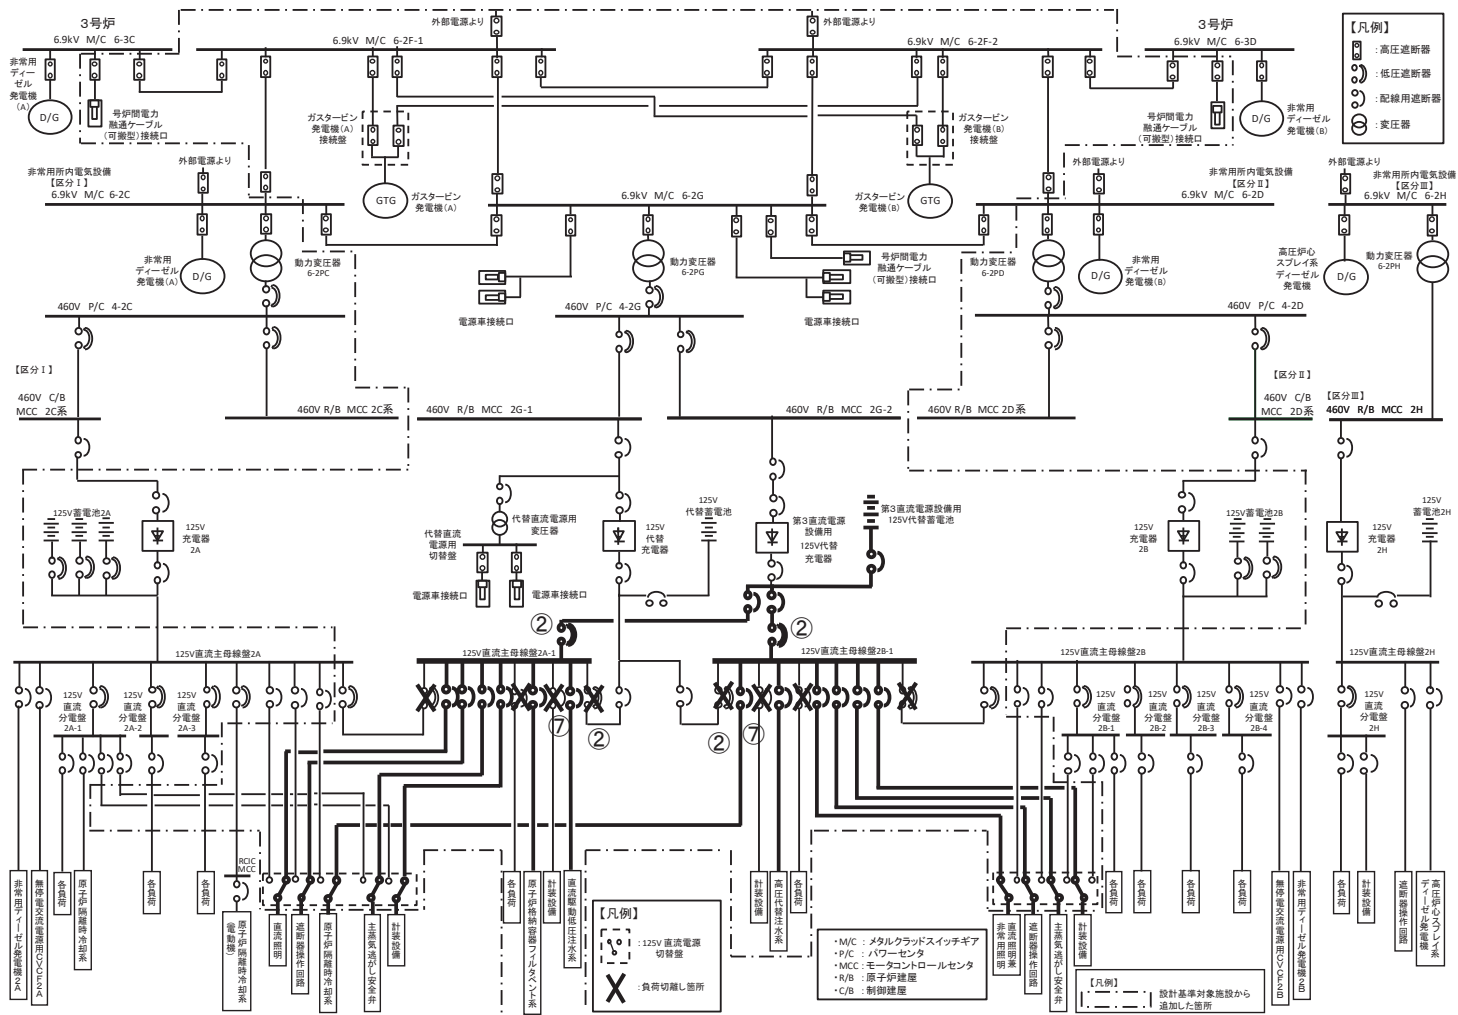 3号炉
6.9kV M/C 6-3C
6.9kV M/C 6-2F-1
外部電源より
外部電源より
6.9kV M/C 6-2F-2
3号炉
6.9kV M/C 6-3D
【凡例】
：高圧遮断器
：低圧遮断器
：配線用遮断器
：変圧器
非常用
ディー
ゼル
発電機
(A)
D/G
号炉間電力
融通ケーブル
(可搬型)接続口
ガスタービン
発電機(A)
接続盤
ガスタービン
発電機(B)
接続盤
号炉間電力
融通ケーブル
(可搬型)接続口
D/G
非常用
ディーゼル
発電機(B)
非常用所内電気設備
【区分Ⅰ】
6.9kV M/C 6-2C
外部電源より
GTG
ガスタービン
発電機(A)
6.9kV M/C 6-2G
ガスタービン
発電機(B)
GTG
外部電源より
非常用所内電気設備
【区分Ⅱ】
6.9kV M/C 6-2D
外部電源より
非常用所内電気設備
【区分Ⅲ】
6.9kV M/C 6-2H
非常用
ディーゼル
発電機(A)
D/G
動力変圧器
6-2PC
動力変圧器
6-2PG
号炉間電力
融通ケーブル
(可搬型)接続口
動力変圧器
6-2PD
D/G
非常用
ディーゼル
発電機(B)
高圧炉心
スプレイ系
ディーゼル
発電機
D/G
動力変圧器
6-2PH
460V P/C 4-2C
電源車接続口
460V P/C 4-2G
電源車接続口
460V P/C 4-2D
【区分Ⅰ】
460V C/B
MCC 2C系
460V R/B MCC 2C系
460V R/B MCC 2G-1
460V R/B MCC 2G-2
460V R/B MCC 2D系
【区分Ⅱ】
460V C/B
MCC 2D系
【区分Ⅲ】
460V R/B MCC 2H
125V蓄電池2A
125V
充電器
2A
代替直流
電源用
切替盤
代替直流電源用
変圧器
125V
代替
充電器
125V
代替蓄電池
第3直流電源
設備用
125V代替
充電器
第3直流電源設備用
125V代替蓄電池
125V
充電器
2B
125V蓄電池2B
125V
充電器
2H
125V
蓄電池2H
電源車接続口
電源車接続口
②
②
125V直流主母線盤2A
125V直流主母線盤2A-1
125V直流主母線盤2B-1
125V直流主母線盤2B
125V直流主母線盤2H
125V
直流
分電盤
2A-1
125V
直流
分電盤
2A-2
125V
直流
分電盤
2A-3
⑦
②
②
⑦
125V
直流
分電盤
2B-1
125V
直流
分電盤
2B-2
125V
直流
分電盤
2B-3
125V
直流
分電盤
2B-4
125V
直流
分電盤
2H
RCIC
MCC
非常用ディーゼル発電機2A
無停電交流電源用CVCF2A
各負荷
原子炉隔離時冷却系
各負荷
各負荷
原子炉隔離時冷却系
(電動機)
直流照明
遮断器操作回路
原子炉隔離時冷却系
主蒸気逃がし安全弁
計装設備
各負荷
原子炉格納容器フィルタベント系
計装設備
直流駆動低圧注水系
計装設備
高圧代替注水系
各負荷
直流照明兼
非常用照明
遮断器操作回路
主蒸気逃がし安全弁
計装設備
各負荷
各負荷
各負荷
各負荷
無停電交流電源用CVCF2B
非常用ディーゼル発電機2B
各負荷
計装設備
遮断器操作回路
高圧炉心スプレイ系
ディーゼル発電機
【凡例】
：125V 直流電源
切替盤
：負荷切離し箇所
・M/C ：メタルクラッドスイッチギア
・P/C ：パワーセンタ
・MCC ：モータコントロールセンタ
・R/B ：原子炉建屋
・C/B ：制御建屋
【凡例】
設計基準対象施設から
追加した箇所